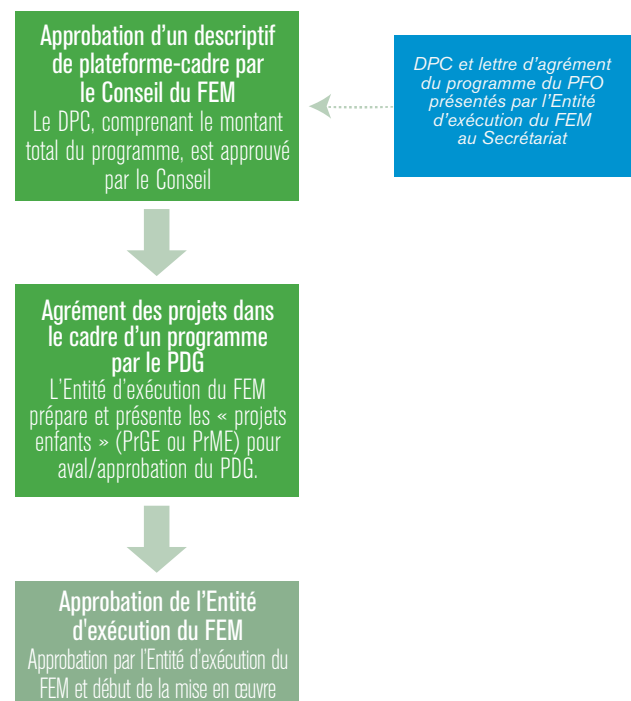 Approbation d’un descriptif
de plateforme-cadre par
le Conseil du FEM
Le DPC, comprenant le montant
total du programme, est approuvé
par le Conseil
DPC et lettre d’agrément
du programme du PFO
présentés par l’Entité
d’exécution du FEM
au Secrétariat
Agrément des projets dans
le cadre d’un programme
par le PDG
L’Entité d’exécution du FEM
prépare et présente les « projets
enfants » (PrGE ou PrME) pour
aval/approbation du PDG.
Approbation de l’Entité
d'exécution du FEM
Approbation par l’Entité d’exécution du
FEM et début de la mise en œuvre